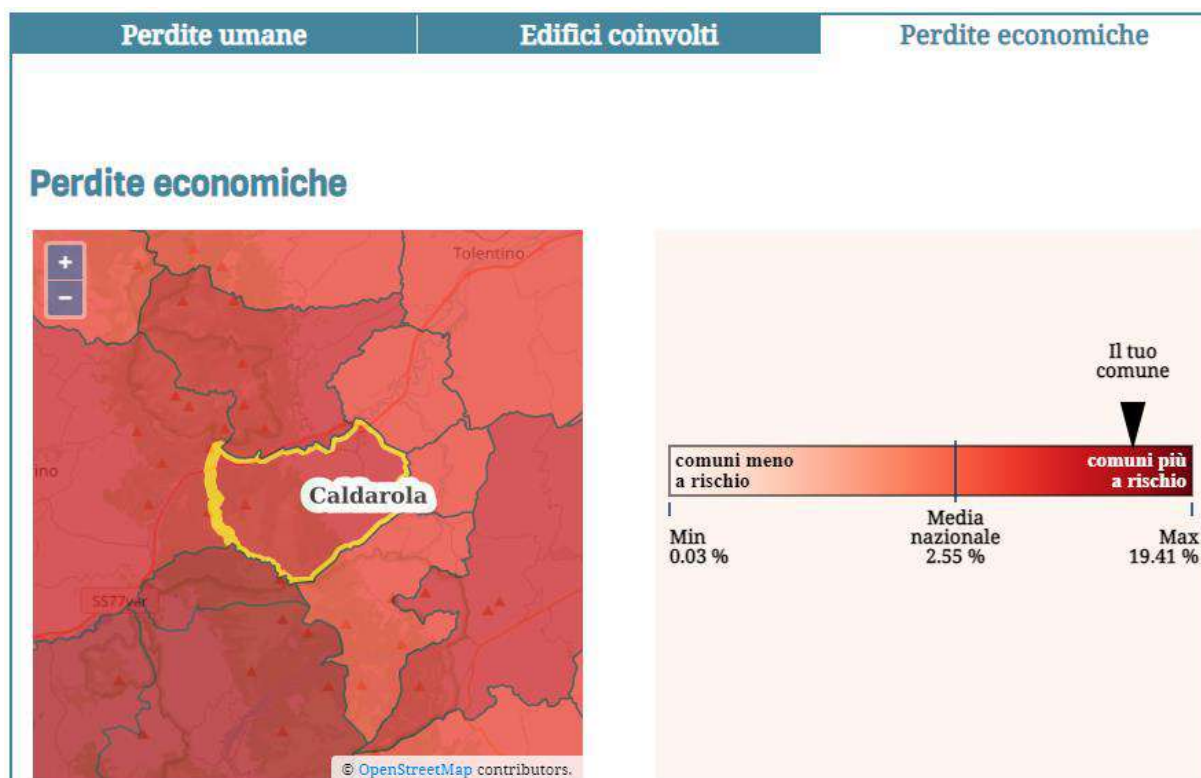 Perdite umane
Edifici coinvolti
Perdite economiche
Perdite economiche
+
−
Tolentino
ino
Caldarola
SS77var
© OpenStreetMap contributors.
Il tuo
comune
comuni meno
a rischio
comuni più
a rischio
Min
0.03 %
Media
nazionale
2.55 %
Max
19.41 %